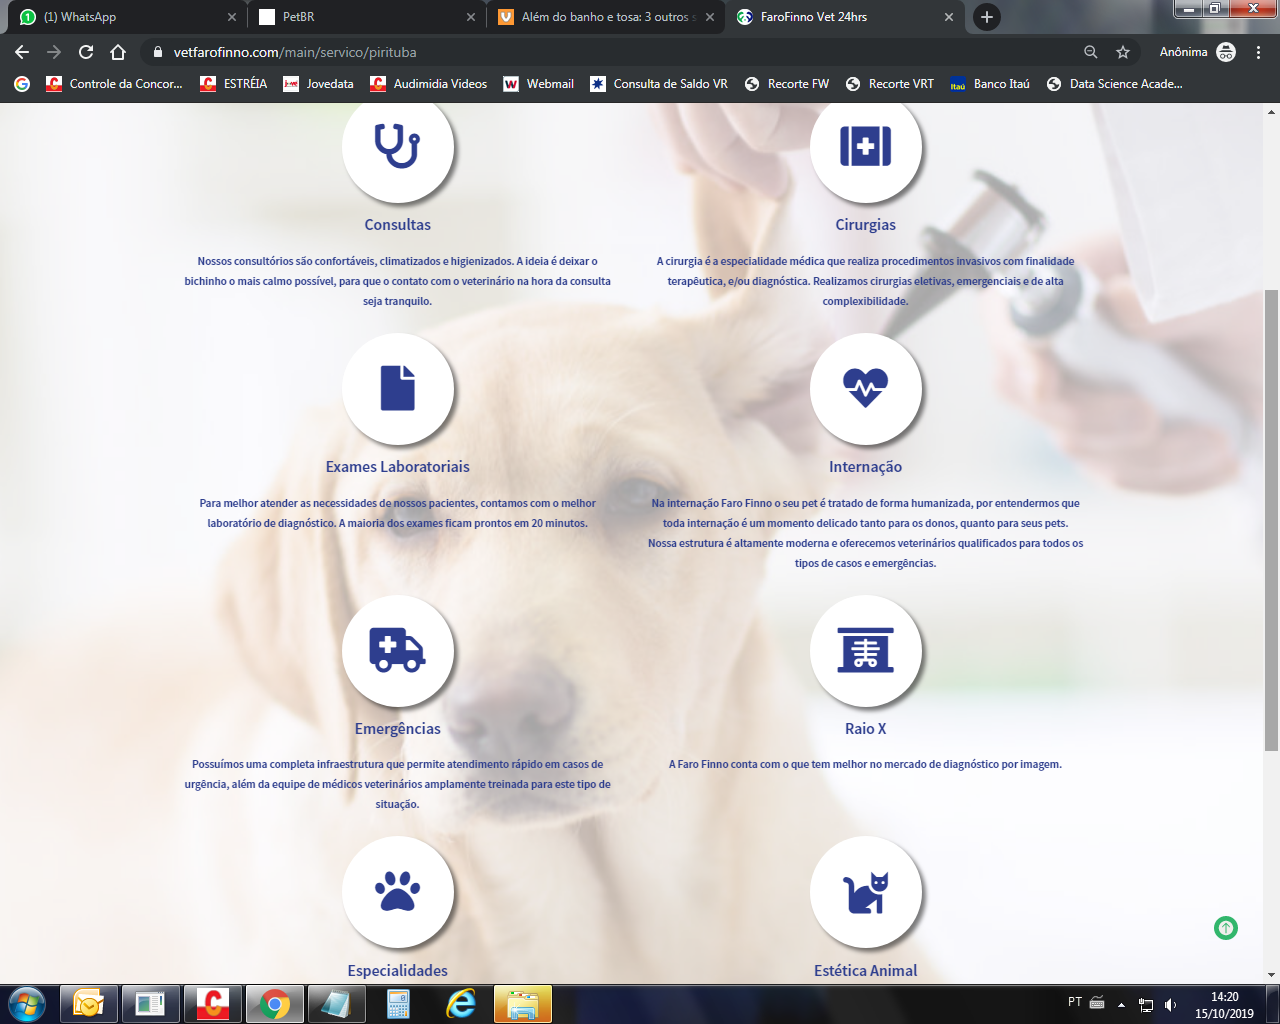 (1) WhatsApp
PetBR
Além do banho e tosa: 3 outros s
FaroFinno Vet 24hrs
vetfarofinno.com/main/servico/pirituba
Anônima
Controle da Concor...
ESTRÉIA
Jovedata
Audimidia Videos
Webmail
Consulta de Saldo VR
Recorte FW
Recorte VRT
Banco Itaú
Data Science Acade...
Consultas
Nossos consultórios são confortáveis, climatizados e higienizados. A ideia é deixar o
bichinho o mais calmo possível, para que o contato com o veterinário na hora da consulta
seja tranquilo.
Cirurgias
A cirurgia é a especialidade médica que realiza procedimentos invasivos com finalidade
terapêutica, e/ou diagnóstica. Realizamos cirurgias eletivas, emergenciais e de alta
complexibilidade.
Exames Laboratoriais
Para melhor atender as necessidades de nossos pacientes, contamos com o melhor
laboratório de diagnóstico. A maioria dos exames ficam prontos em 20 minutos.
Internação
Na internação Faro Finno o seu pet é tratado de forma humanizada, por entendermos que
toda internação é um momento delicado tanto para os donos, quanto para seus pets.
Nossa estrutura é altamente moderna e oferecemos veterinários qualificados para todos os
tipos de casos e emergências.
Emergências
Possuímos uma completa infraestrutura que permite atendimento rápido em casos de
urgência, além da equipe de médicos veterinários amplamente treinada para este tipo de
situação.
Raio X
A Faro Finno conta com o que tem melhor no mercado de diagnóstico por imagem.
Especialidades
Estética Animal
PT
14:20
15/10/2019